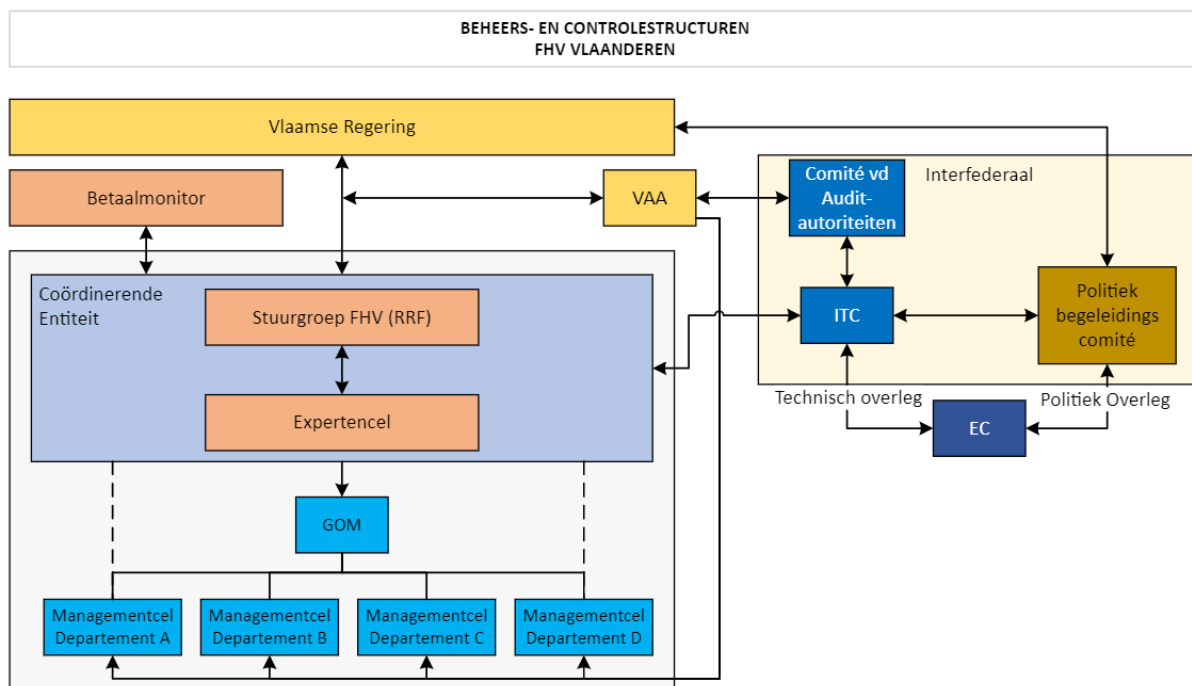 BEHEERS- EN CONTROLESTRUCTUREN
FHV VLAANDEREN
Vlaamse Regering
Betaalmonitor
VAA
Comité vd
Audit-
autoriteiten
Interfederaal
Coördinerende
Entiteit
Stuurgroep FHV (RRF)
Expertencel
ITC
Politiek
begeleidings
comité
Technisch overleg
Politiek Overleg
EC
GOM
Managementcel
Departement A
Managementcel
Departement B
Managementcel
Departement C
Managementcel
Departement D